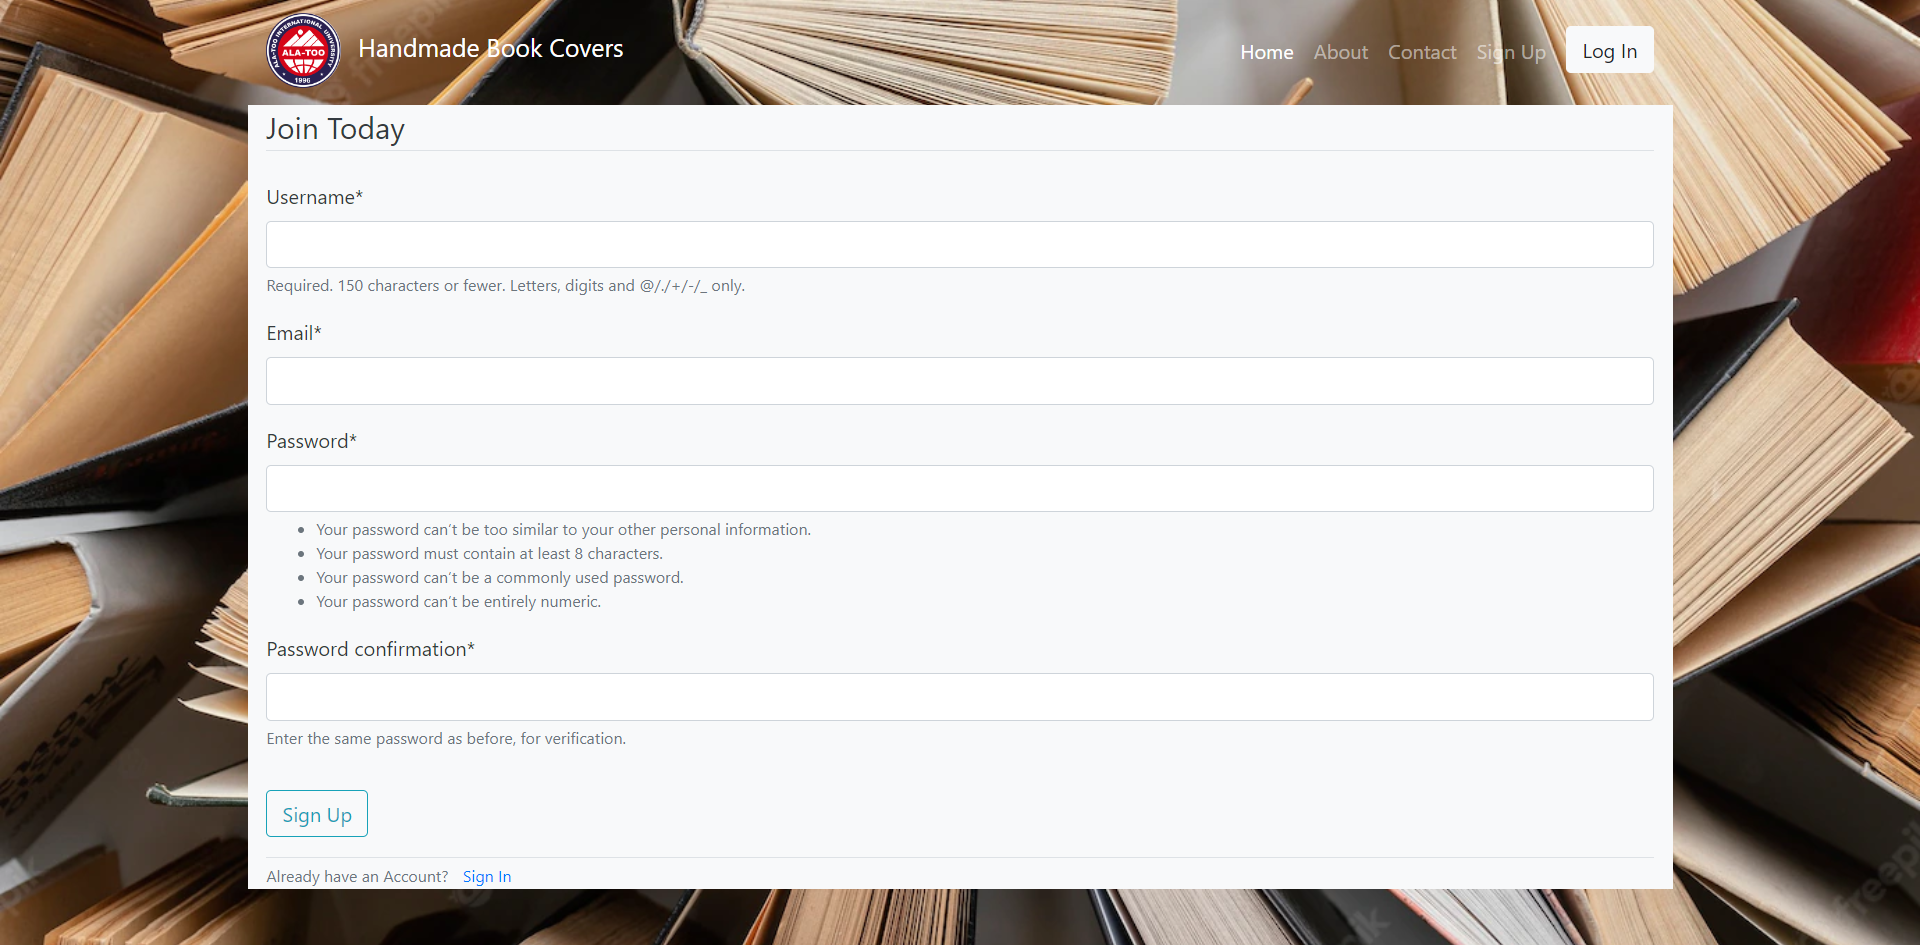 ALA-TOO INTERNATIONAL UNIVERSITY
ALA-TOO
1996
Handmade Book Covers
Home
About
Contact
Sign Up
Log In
Join Today
Username*
Required. 150 characters or fewer. Letters, digits and @/./+/-/_ only.
Email*
Password*
Your password can’t be too similar to your other personal information.
Your password must contain at least 8 characters.
Your password can’t be a commonly used password.
Your password can’t be entirely numeric.
Password confirmation*
Enter the same password as before, for verification.
Sign Up
Already have an Account? Sign In
freepik